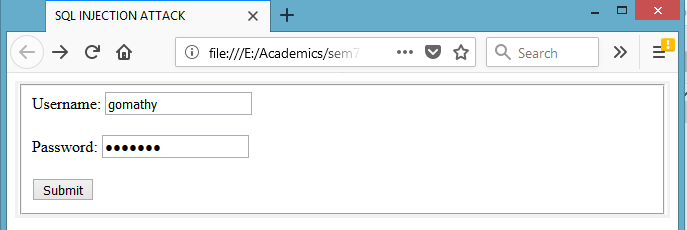 SQL INJECTION ATTACK
file:///E:/Academics/sem7
Search
Username: gomathy
Password: •••••••
Submit